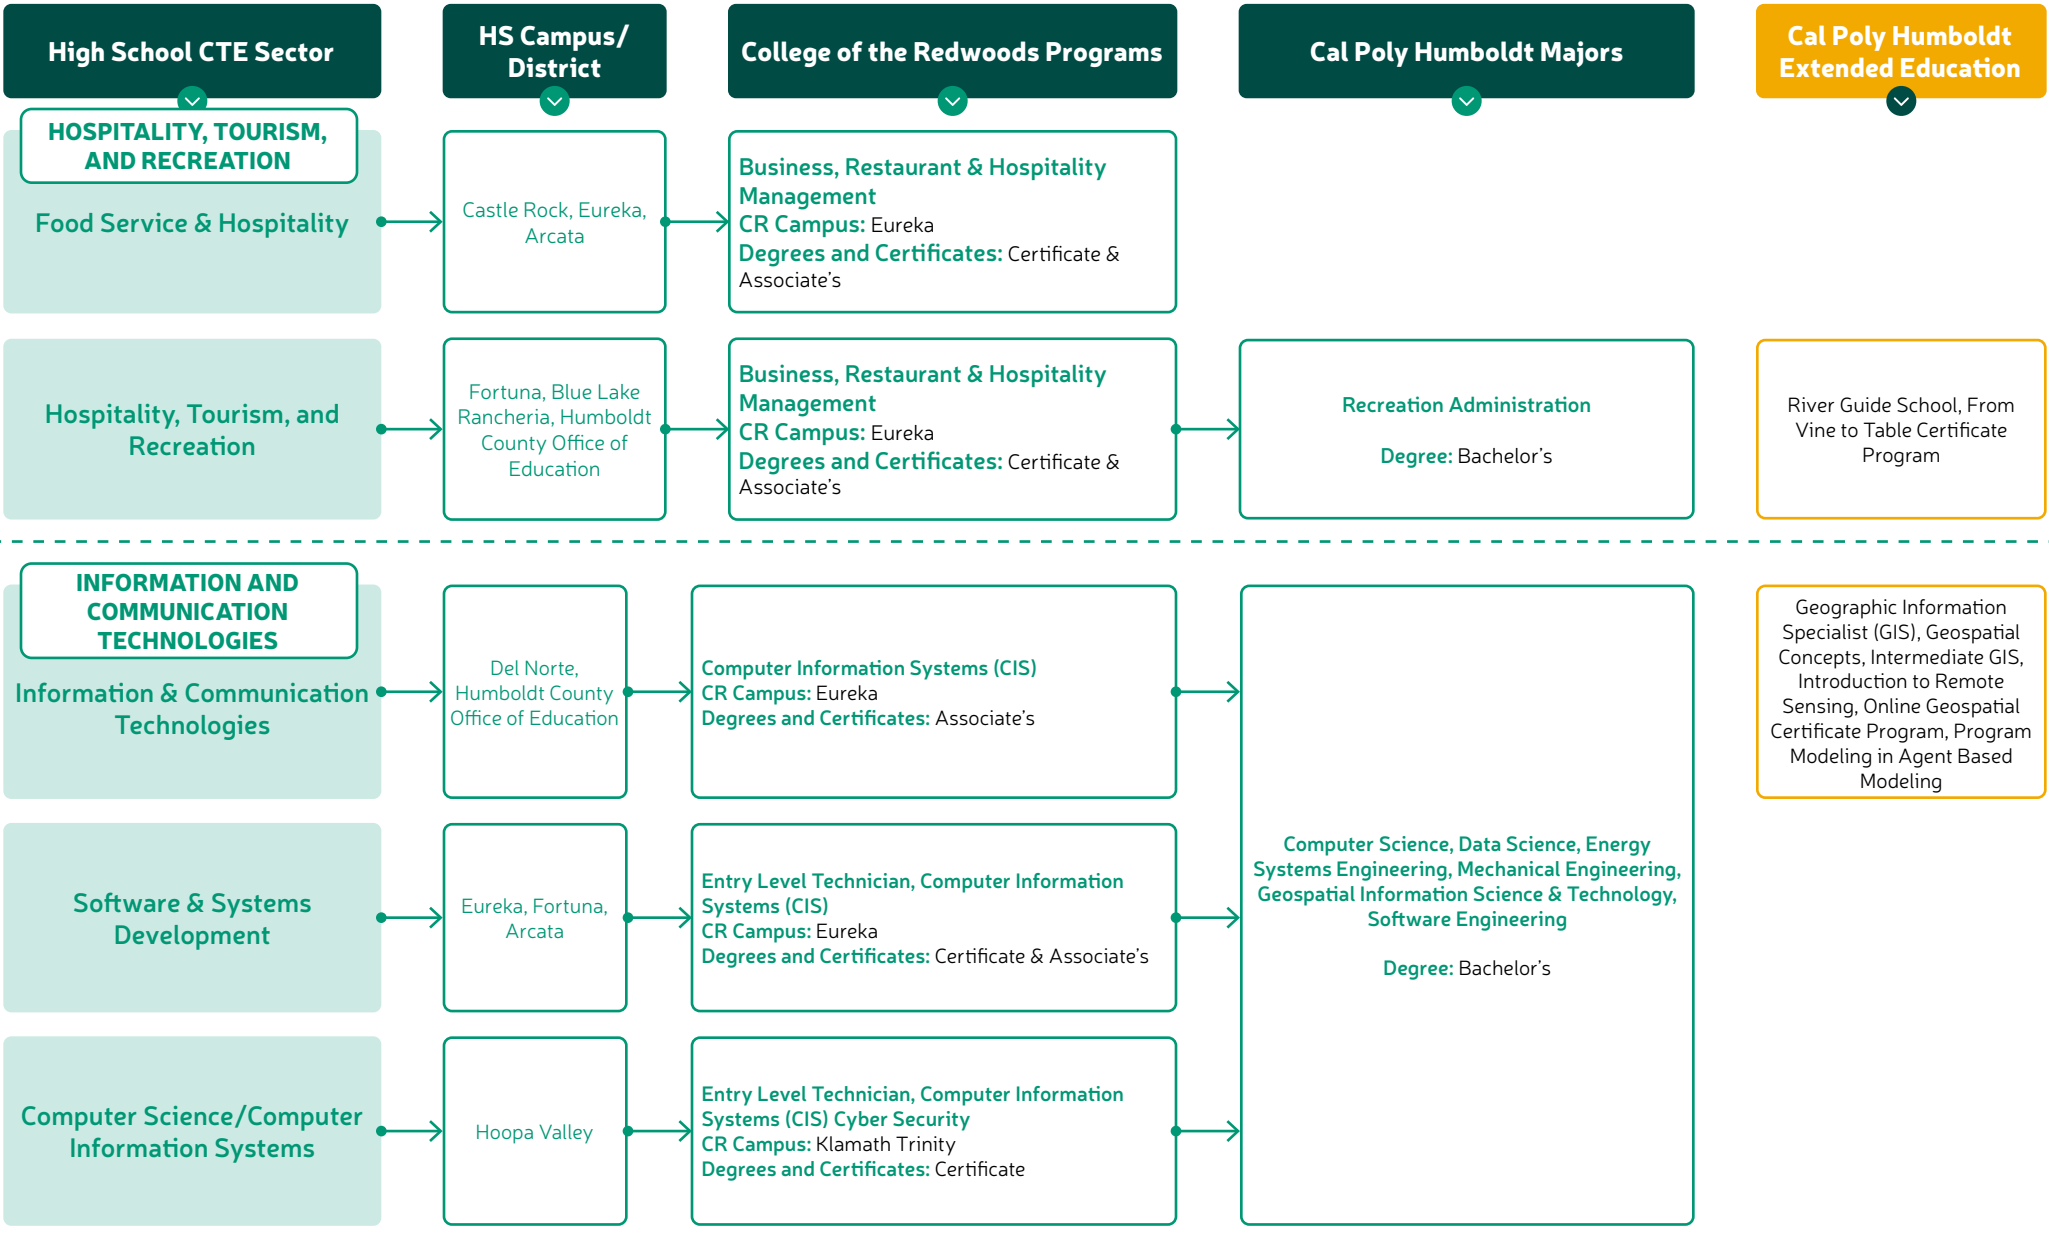 High School CTE Sector
HS Campus/
District
College of the Redwoods Programs
Cal Poly Humboldt Majors
Cal Poly Humboldt
Extended Education
HOSPITALITY, TOURISM,
AND RECREATION
Food Service & Hospitality
Castle Rock, Eureka,
Arcata
Business, Restaurant & Hospitality
Management
CR Campus: Eureka
Degrees and Certificates: Certificate &
Associate's
Hospitality, Tourism, and
Recreation
Fortuna, Blue Lake
Rancheria, Humboldt
County Office of
Education
Business, Restaurant & Hospitality
Management
CR Campus: Eureka
Degrees and Certificates: Certificate &
Associate's
Recreation Administration
Degree: Bachelor's
River Guide School, From
Vine to Table Certificate
Program
INFORMATION AND
COMMUNICATION
TECHNOLOGIES
Information & Communication
Technologies
Del Norte,
Humboldt County
Office of Education
Computer Information Systems (CIS)
CR Campus: Eureka
Degrees and Certificates: Associate's
Geographic Information
Specialist (GIS), Geospatial
Concepts, Intermediate GIS,
Introduction to Remote
Sensing, Online Geospatial
Certificate Program, Program
Modeling in Agent Based
Modeling
Software & Systems
Development
Eureka, Fortuna,
Arcata
Entry Level Technician, Computer Information
Systems (CIS)
CR Campus: Eureka
Degrees and Certificates: Certificate & Associate's
Computer Science, Data Science, Energy
Systems Engineering, Mechanical Engineering,
Geospatial Information Science & Technology,
Software Engineering
Degree: Bachelor's
Computer Science/Computer
Information Systems
Hoopa Valley
Entry Level Technician, Computer Information
Systems (CIS) Cyber Security
CR Campus: Klamath Trinity
Degrees and Certificates: Certificate